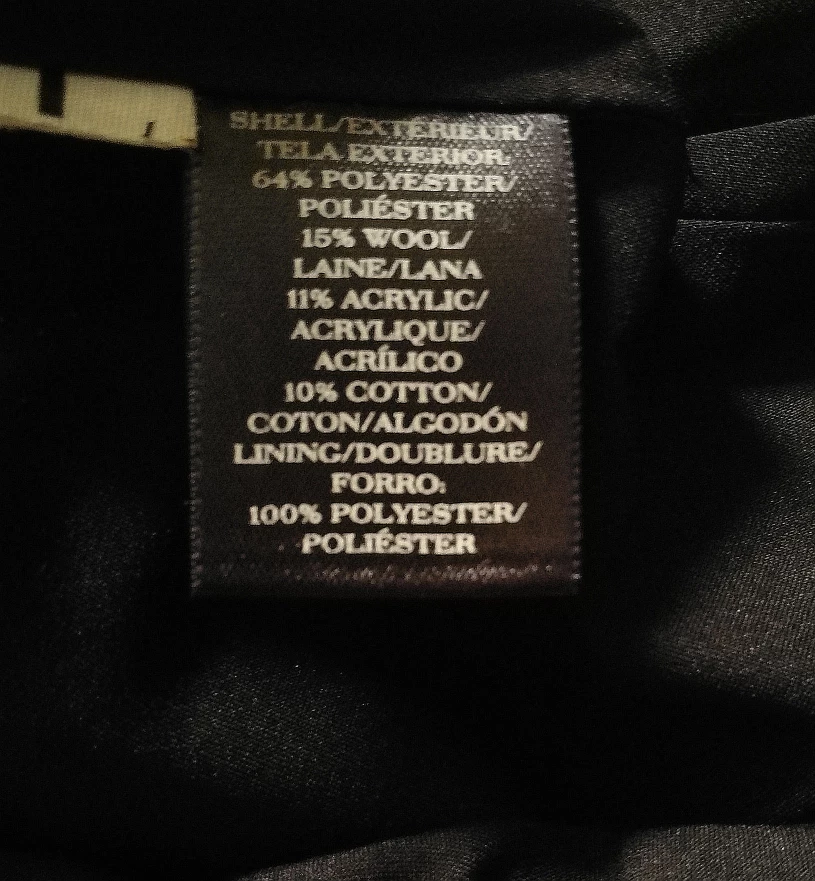 SHELL/EXTÉRIEUR/
TELA EXTERIOR:
64% POLYESTER/
POLIÉSTER
15% WOOL/
LAINE/LANA
11% ACRYLIC/
ACRYLIQUE/
ACRÍLICO
10% COTTON/
COTON/ALGODÓN
LINING/DOUBLURE/
FORRO:
100% POLYESTER/
POLIÉSTER